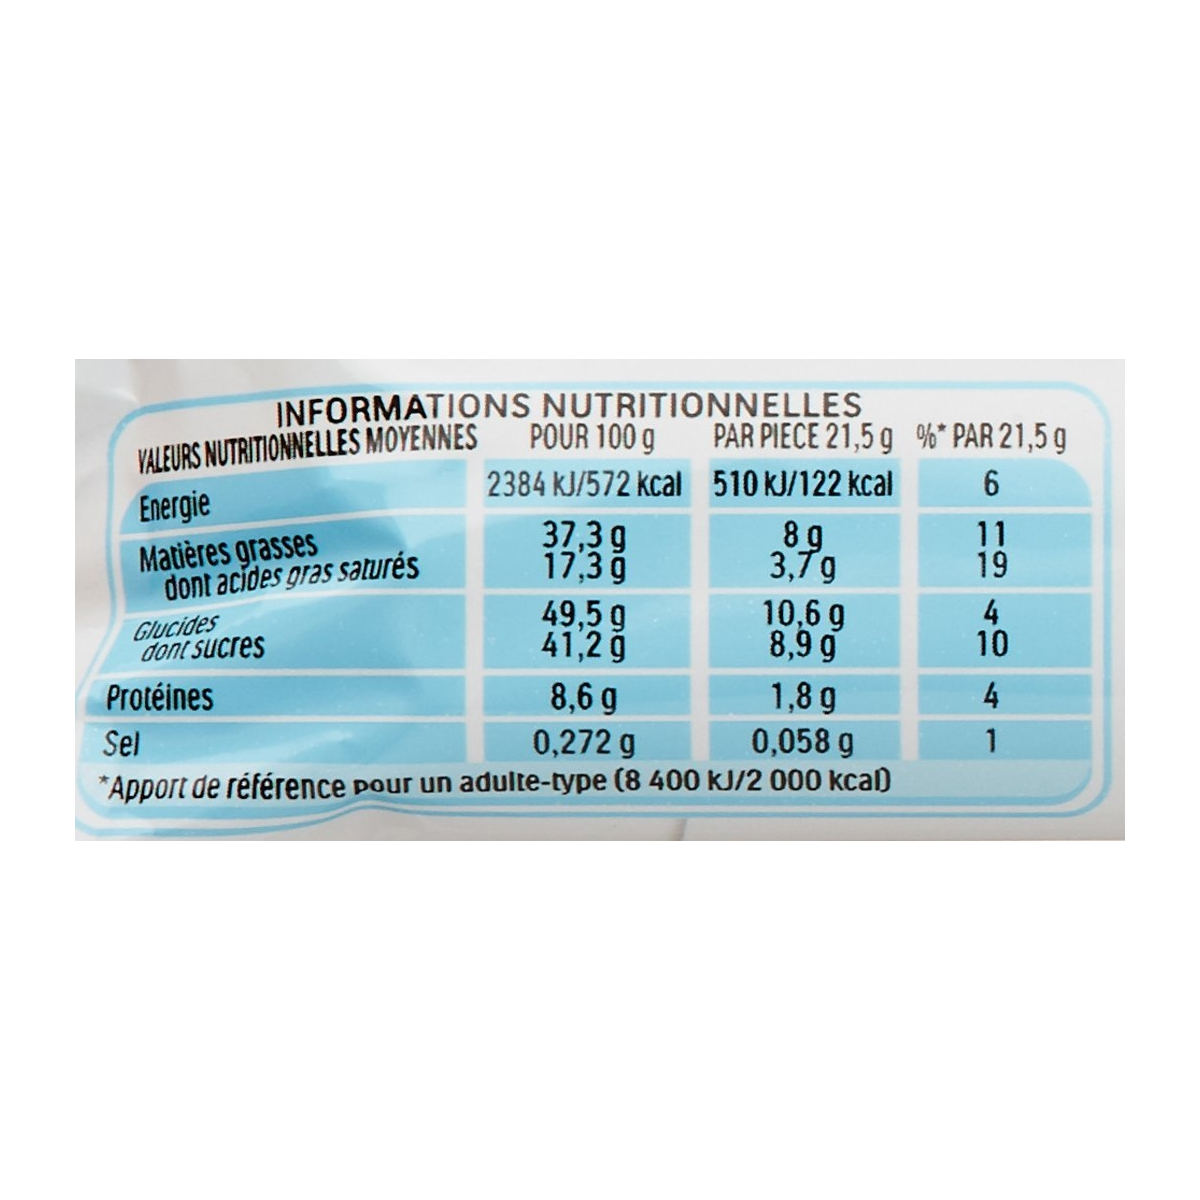 INFORMATIONS NUTRITIONNELLES
VALEURS NUTRITIONNELLES MOYENNES POUR 100 g PAR PIECE 21,5 g %* PAR 21,5 g
Energie 2384 kJ/572 kcal 510 kJ/122 kcal 6
Matières grasses 37,3 g 8 g 11
dont acides gras saturés 17,3 g 3,7 g 19
Glucides 49,5 g 10,6 g 4
dont sucres 41,2 g 8,9 g 10
Protéines 8,6 g 1,8 g 4
Sel 0,272 g 0,058 g 1
*Apport de référence pour un adulte-type (8 400 kJ/2 000 kcal)